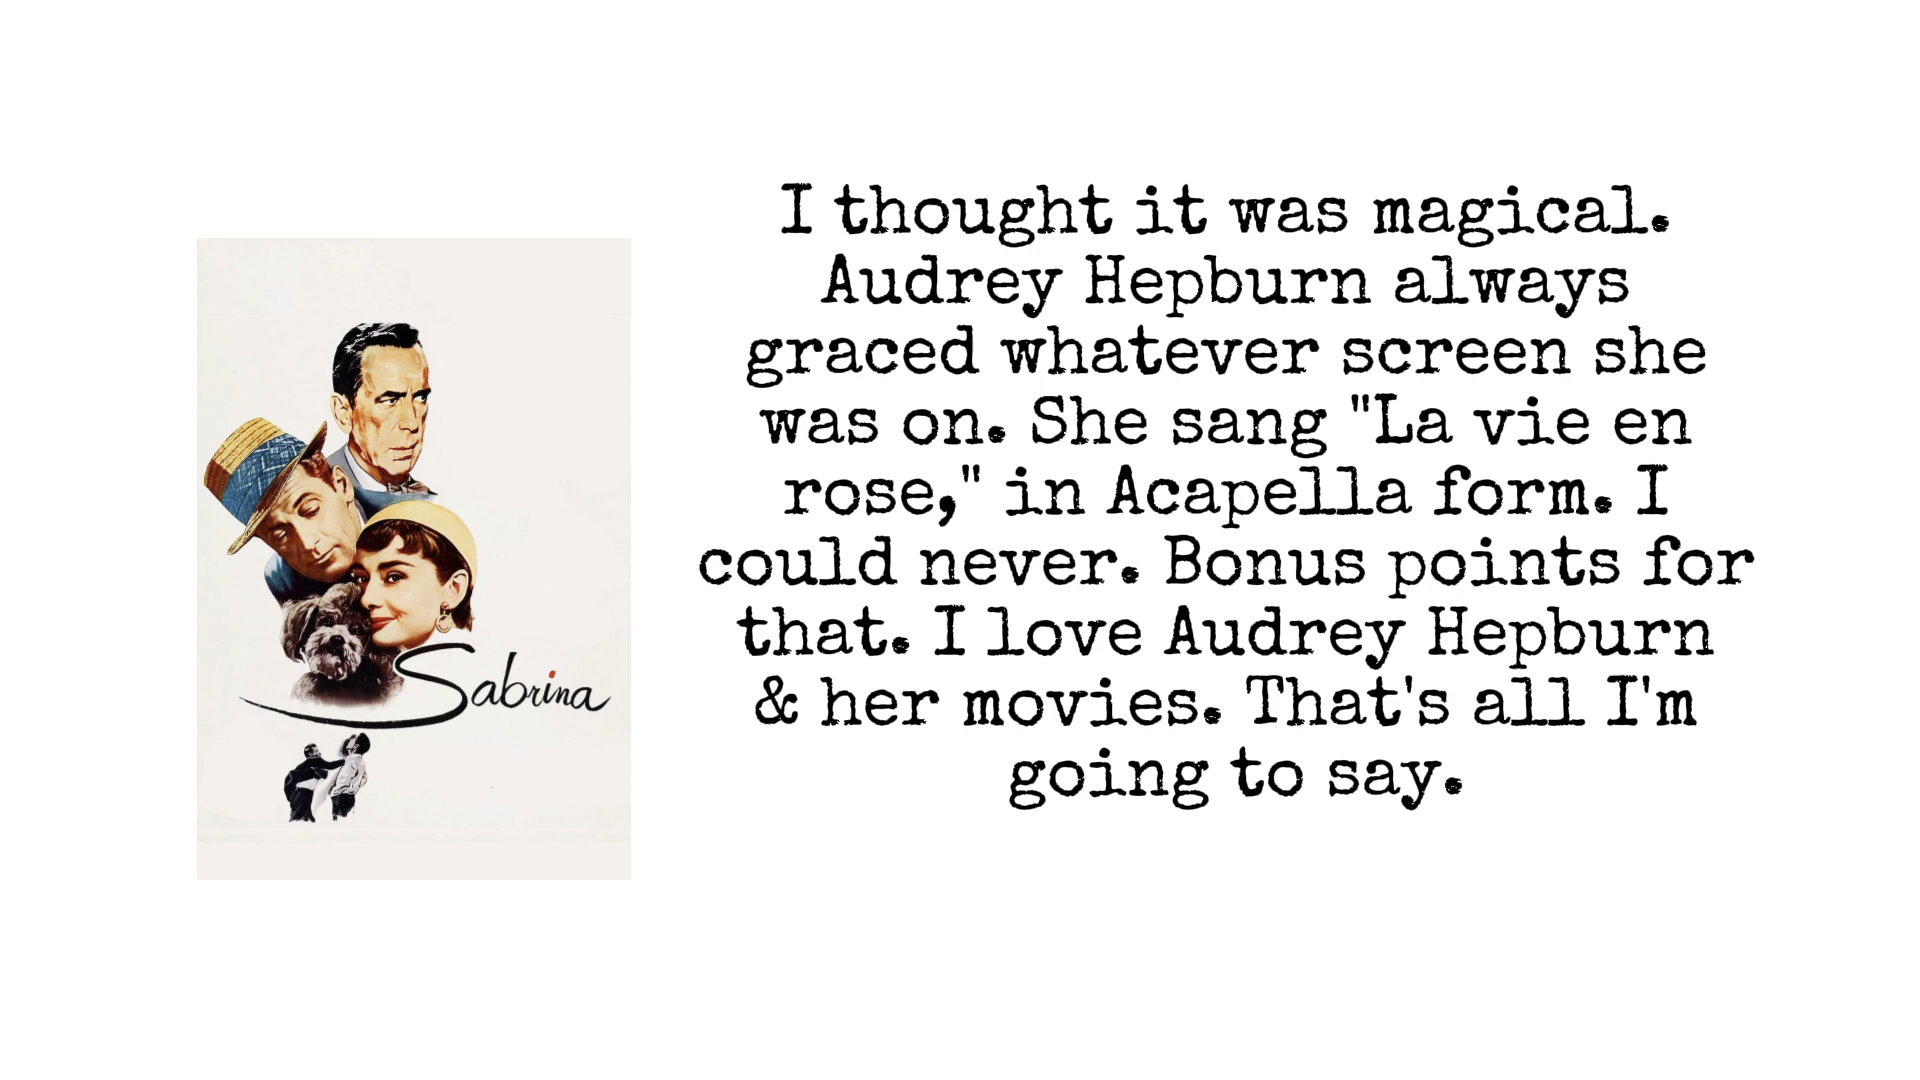 Sabrina
I thought it was magical.
Audrey Hepburn always
graced whatever screen she
was on. She sang "La vie en
rose," in Acapella form. I
could never. Bonus points for
that. I love Audrey Hepburn
& her movies. That's all I'm
going to say.